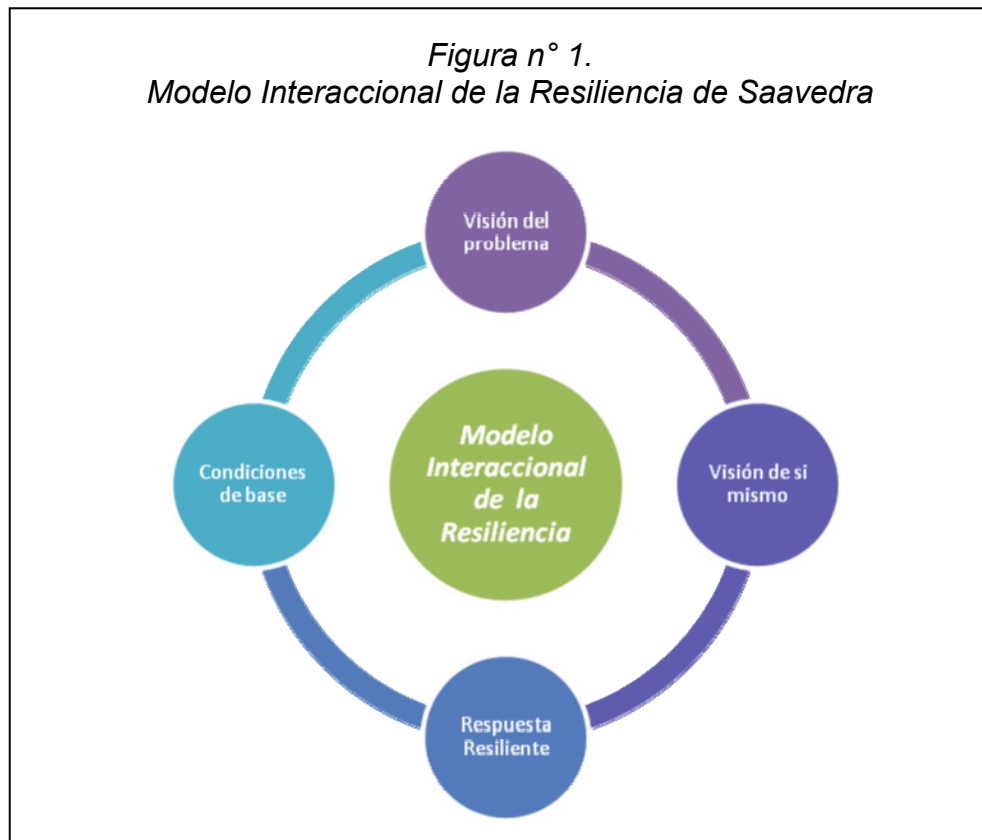 Figura n° 1.
Modelo Interaccional de la Resiliencia de Saavedra
Visión del
problema
Condiciones
de base
Modelo
Interaccional
de la
Resiliencia
Visión de si
mismo
Respuesta
Resiliente